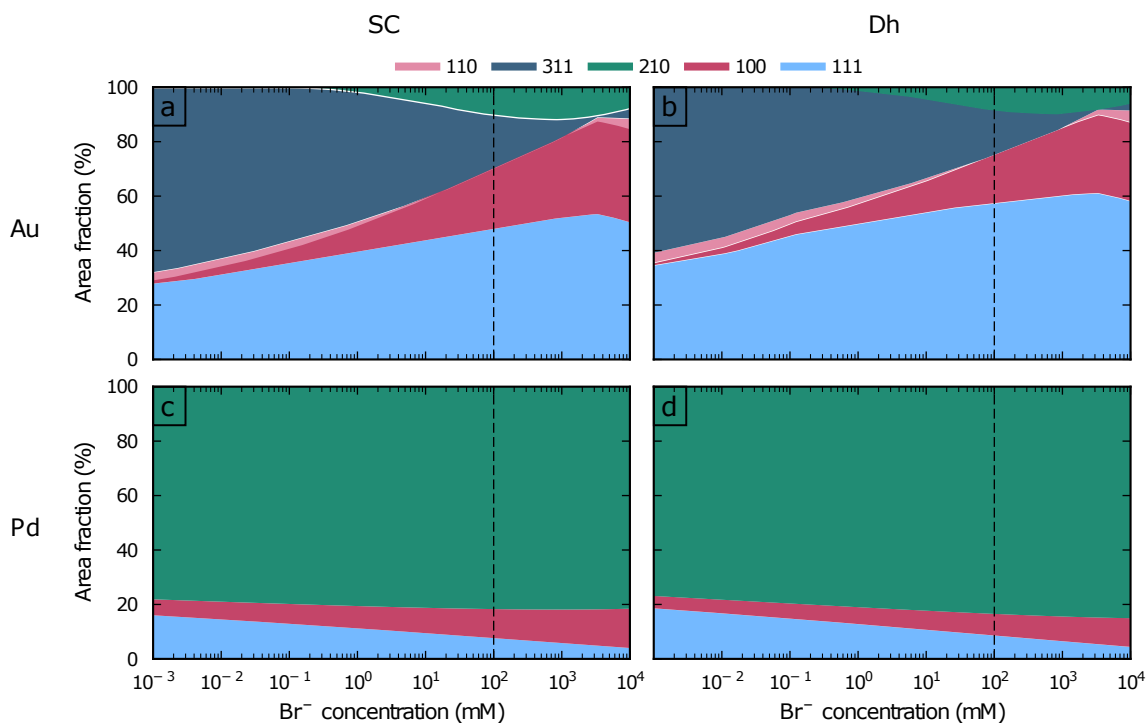 SC Dh
110 311 210 100 111
a b
100
80
60
40
20
0
Area fraction (%)
Au
c d
100
80
60
40
20
0
Area fraction (%)
Pd
10⁻³ 10⁻² 10⁻¹ 10⁰ 10¹ 10² 10³ 10⁴ 10⁻² 10⁻¹ 10⁰ 10¹ 10² 10³ 10⁴
Br⁻ concentration (mM) Br⁻ concentration (mM)